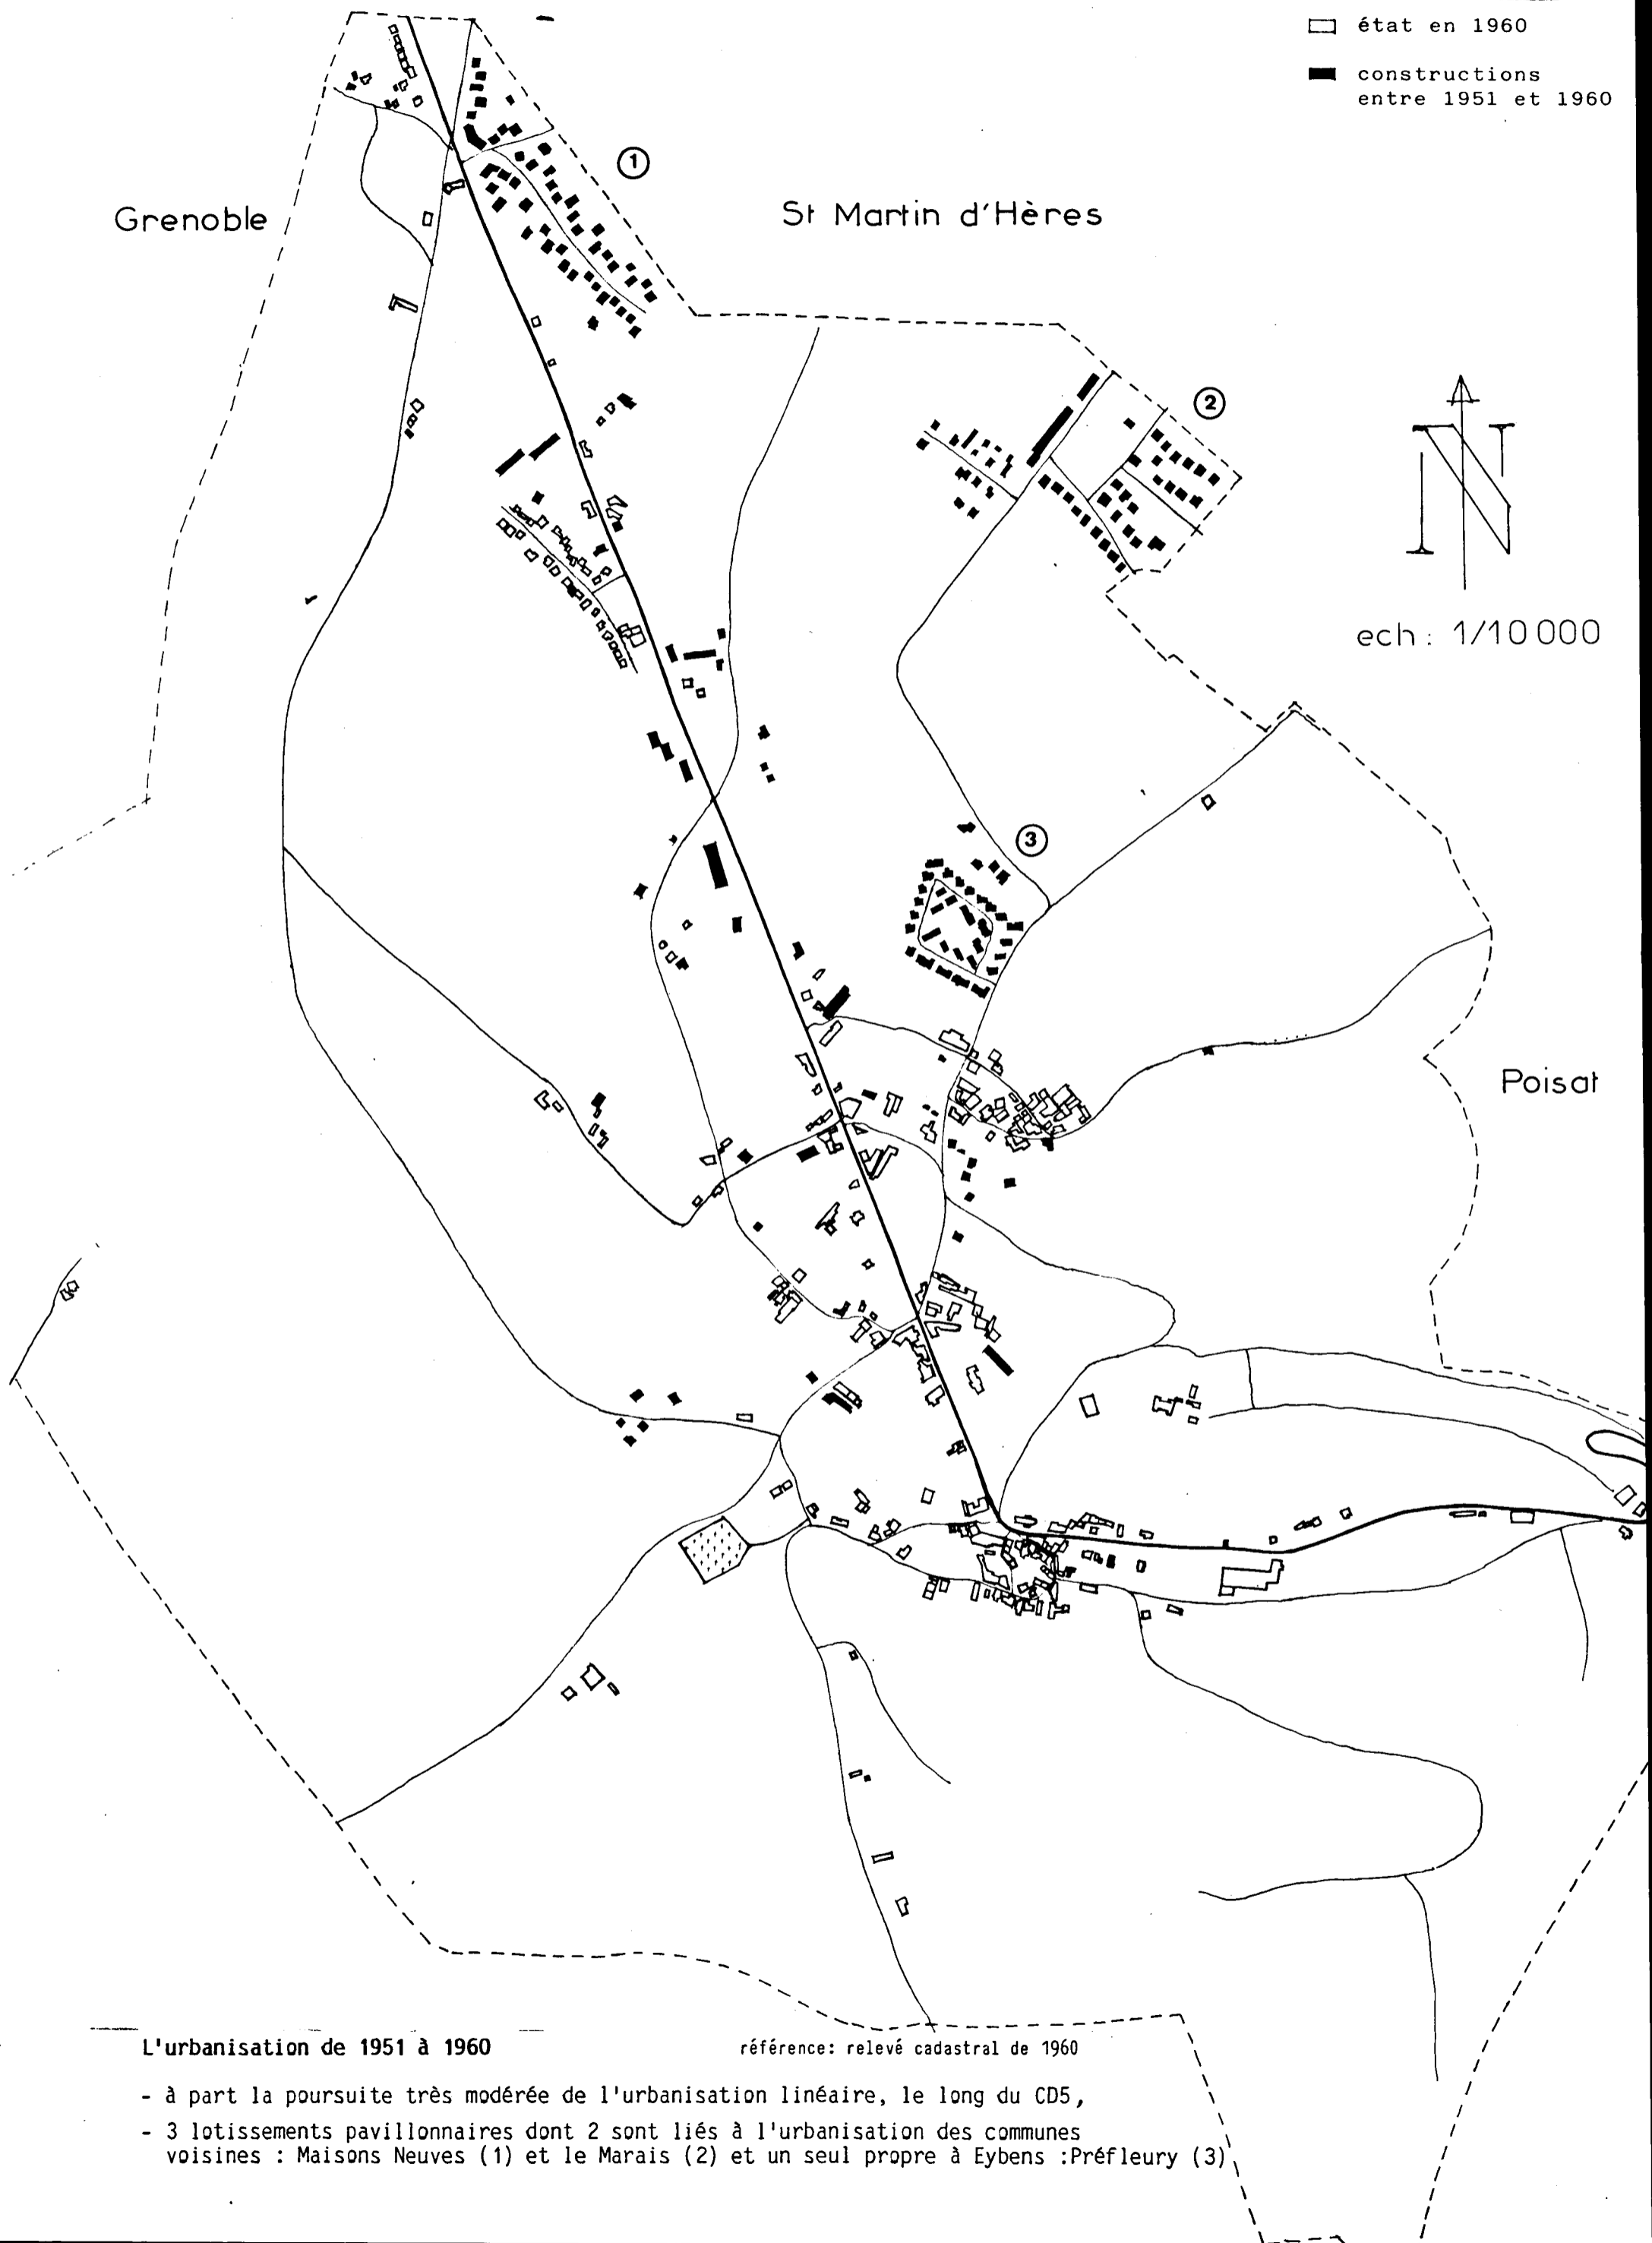 état en 1960
constructions
entre 1951 et 1960
1
Grenoble
St Martin d'Hères
2
N
ech : 1/10 000
3
Poisat
L'urbanisation de 1951 à 1960
référence: relevé cadastral de 1960
- à part la poursuite très modérée de l'urbanisation linéaire, le long du CD5,
- 3 lotissements pavillonnaires dont 2 sont liés à l'urbanisation des communes
voisines : Maisons Neuves (1) et le Marais (2) et un seul propre à Eybens :Préfleury (3)